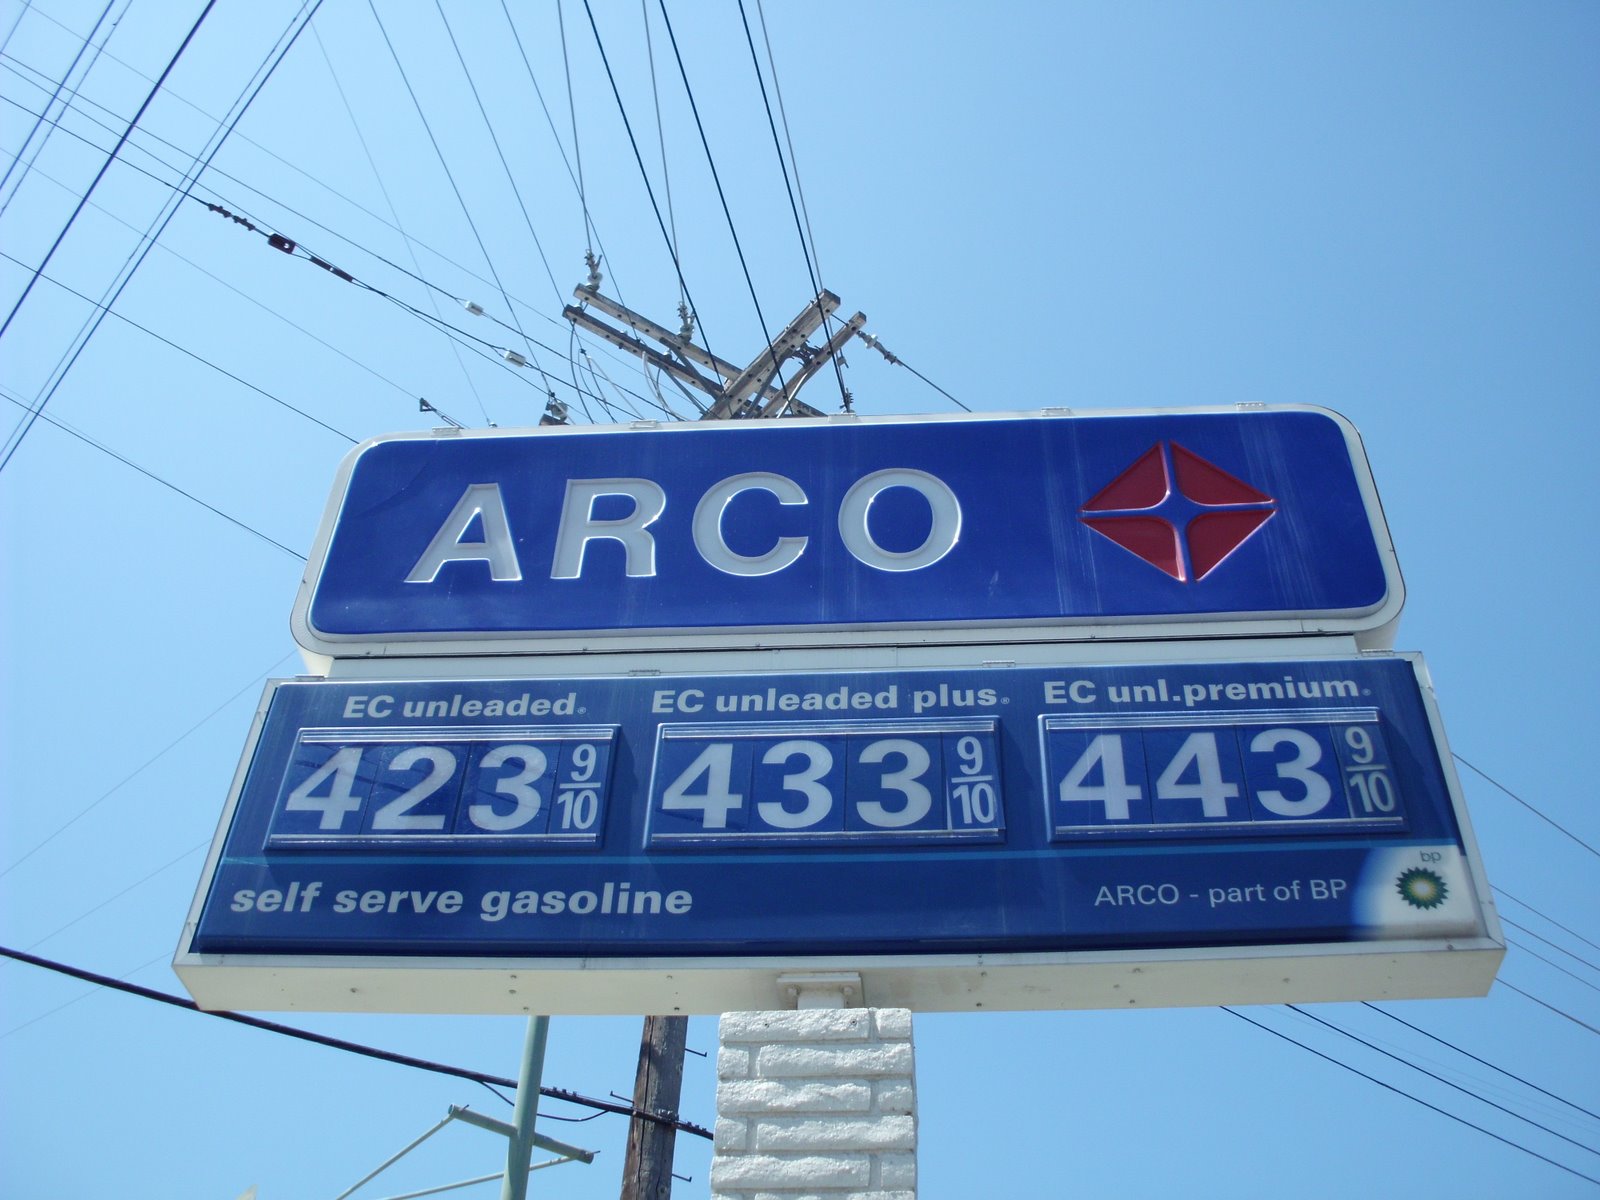 ARCO
EC unleaded® EC unleaded plus® EC unl.premium®
423 9/10 433 9/10 443 9/10
self serve gasoline ARCO - part of BP bp